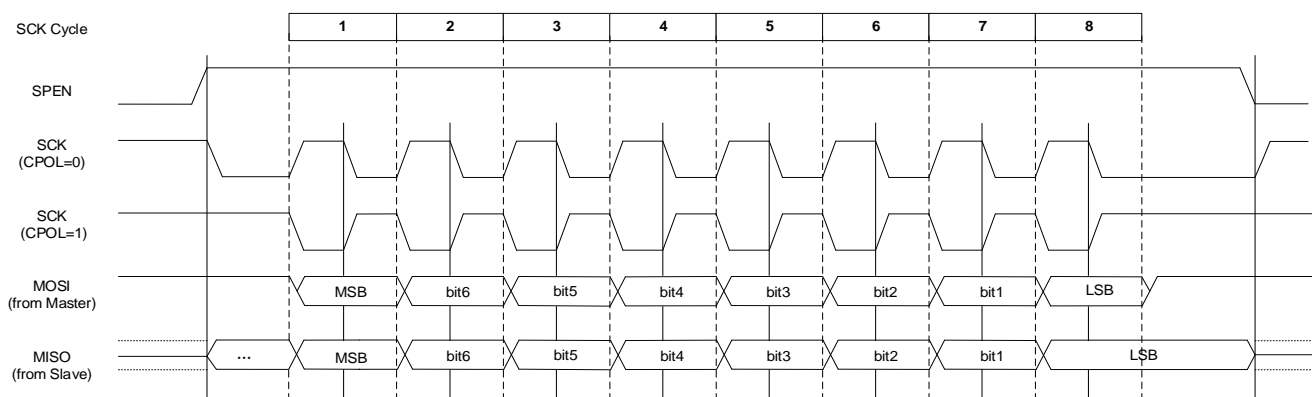 SCK Cycle 1 2 3 4 5 6 7 8
SPEN
SCK
(CPOL=0)
SCK
(CPOL=1)
MOSI
(from Master)
MSB bit6 bit5 bit4 bit3 bit2 bit1 LSB
MISO
(from Slave)
... MSB bit6 bit5 bit4 bit3 bit2 bit1 LSB